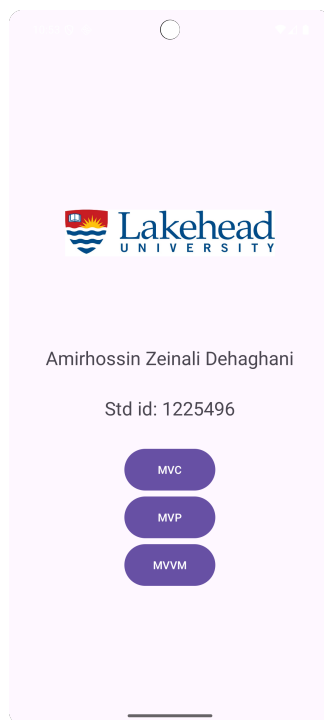 Lakehead
UNIVERSITY
Amirhossin Zeinali Dehaghani
Std id: 1225496
MVC
MVP
MVVM